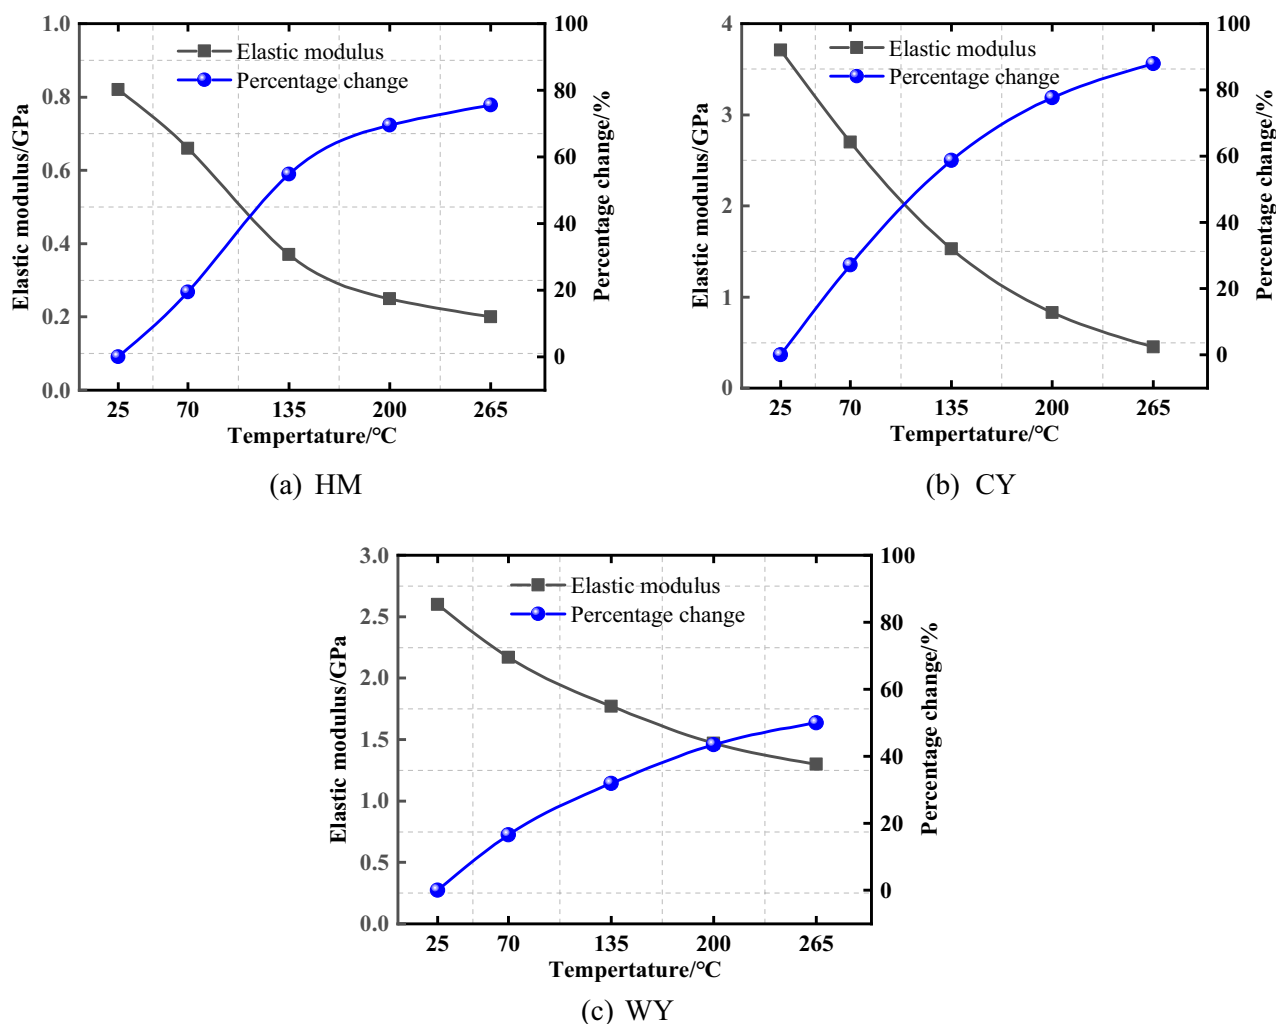 Elastic modulus/GPa
1.0
0.8
0.6
0.4
0.2
0.0
Elastic modulus
Percentage change
100
80
60
40
20
0
Percentage change/%
25 70 135 200 265
Tempertature/°C
(a) HM
Elastic modulus/GPa
4
3
2
1
0
Elastic modulus
Percentage change
100
80
60
40
20
0
Percentage change/%
25 70 135 200 265
Tempertature/°C
(b) CY
Elastic modulus/GPa
3.0
2.5
2.0
1.5
1.0
0.5
0.0
Elastic modulus
Percentage change
100
80
60
40
20
0
Percentage change/%
25 70 135 200 265
Tempertature/°C
(c) WY